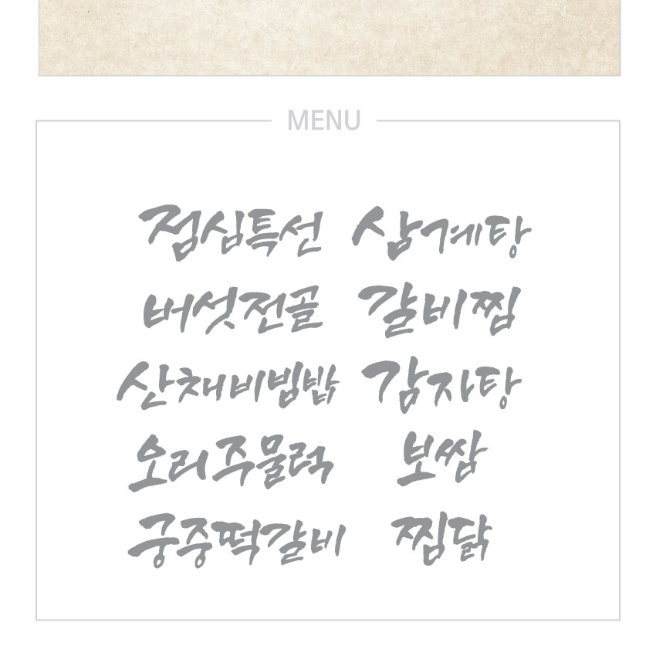 MENU
점심특선 삼계탕
버섯전골 갈비찜
산채비빔밥 감자탕
오리주물럭 보쌈
궁중떡갈비 찜닭